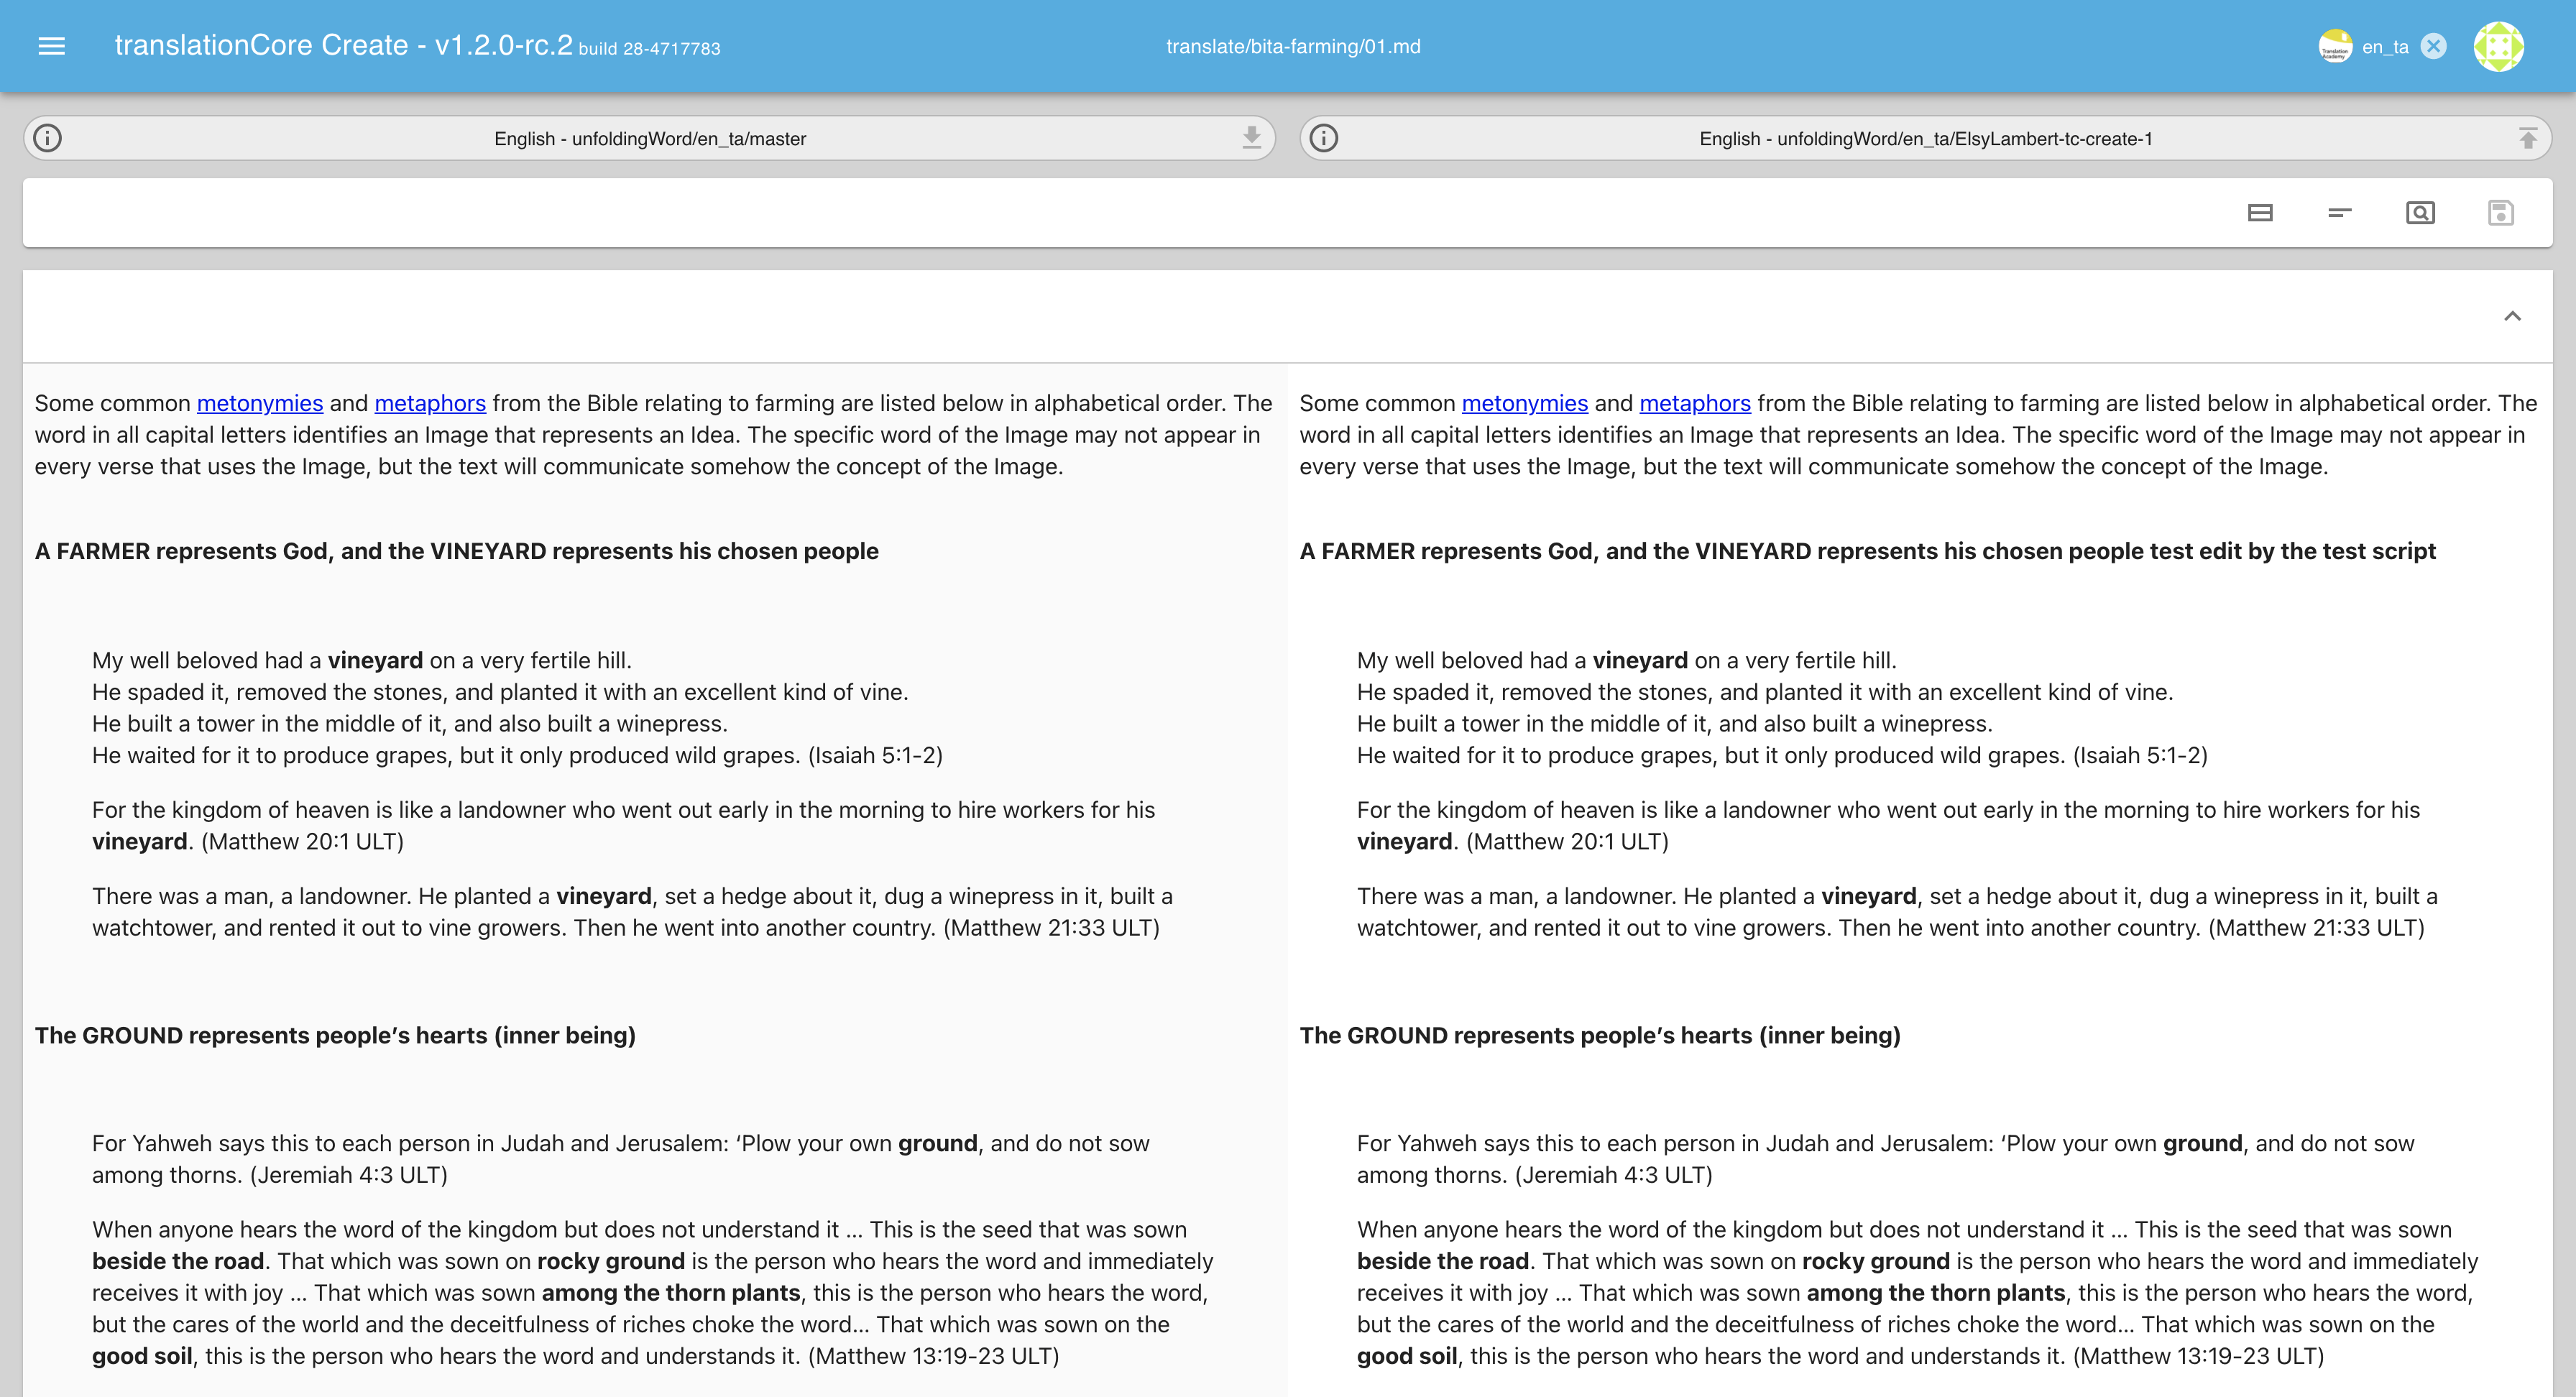 translationCore Create - v1.2.0-rc.2 build 28-4717783
translate/bita-farming/01.md
Translation Academy
en_ta
English - unfoldingWord/en_ta/master
English - unfoldingWord/en_ta/ElsyLambert-tc-create-1
Some common metonymies and metaphors from the Bible relating to farming are listed below in alphabetical order. The
word in all capital letters identifies an Image that represents an Idea. The specific word of the Image may not appear in
every verse that uses the Image, but the text will communicate somehow the concept of the Image.
A FARMER represents God, and the VINEYARD represents his chosen people
My well beloved had a vineyard on a very fertile hill.
He spaded it, removed the stones, and planted it with an excellent kind of vine.
He built a tower in the middle of it, and also built a winepress.
He waited for it to produce grapes, but it only produced wild grapes. (Isaiah 5:1-2)
For the kingdom of heaven is like a landowner who went out early in the morning to hire workers for his
vineyard. (Matthew 20:1 ULT)
There was a man, a landowner. He planted a vineyard, set a hedge about it, dug a winepress in it, built a
watchtower, and rented it out to vine growers. Then he went into another country. (Matthew 21:33 ULT)
The GROUND represents people’s hearts (inner being)
For Yahweh says this to each person in Judah and Jerusalem: ‘Plow your own ground, and do not sow
among thorns. (Jeremiah 4:3 ULT)
When anyone hears the word of the kingdom but does not understand it ... This is the seed that was sown
beside the road. That which was sown on rocky ground is the person who hears the word and immediately
receives it with joy ... That which was sown among the thorn plants, this is the person who hears the word,
but the cares of the world and the deceitfulness of riches choke the word... That which was sown on the
good soil, this is the person who hears the word and understands it. (Matthew 13:19-23 ULT)
Some common metonymies and metaphors from the Bible relating to farming are listed below in alphabetical order. The
word in all capital letters identifies an Image that represents an Idea. The specific word of the Image may not appear in
every verse that uses the Image, but the text will communicate somehow the concept of the Image.
A FARMER represents God, and the VINEYARD represents his chosen people test edit by the test script
My well beloved had a vineyard on a very fertile hill.
He spaded it, removed the stones, and planted it with an excellent kind of vine.
He built a tower in the middle of it, and also built a winepress.
He waited for it to produce grapes, but it only produced wild grapes. (Isaiah 5:1-2)
For the kingdom of heaven is like a landowner who went out early in the morning to hire workers for his
vineyard. (Matthew 20:1 ULT)
There was a man, a landowner. He planted a vineyard, set a hedge about it, dug a winepress in it, built a
watchtower, and rented it out to vine growers. Then he went into another country. (Matthew 21:33 ULT)
The GROUND represents people’s hearts (inner being)
For Yahweh says this to each person in Judah and Jerusalem: ‘Plow your own ground, and do not sow
among thorns. (Jeremiah 4:3 ULT)
When anyone hears the word of the kingdom but does not understand it ... This is the seed that was sown
beside the road. That which was sown on rocky ground is the person who hears the word and immediately
receives it with joy ... That which was sown among the thorn plants, this is the person who hears the word,
but the cares of the world and the deceitfulness of riches choke the word... That which was sown on the
good soil, this is the person who hears the word and understands it. (Matthew 13:19-23 ULT)